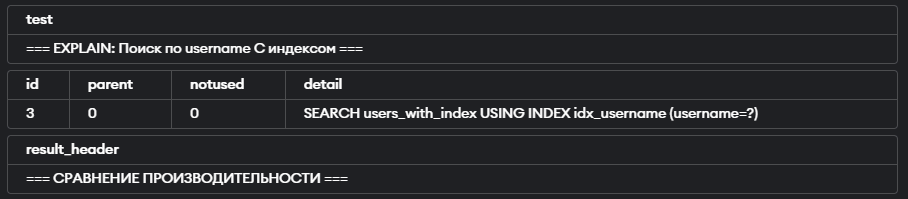 test
=== EXPLAIN: Поиск по username С индексом ===
id parent notused detail
3 0 0 SEARCH users_with_index USING INDEX idx_username (username=?)
result_header
=== СРАВНЕНИЕ ПРОИЗВОДИТЕЛЬНОСТИ ===